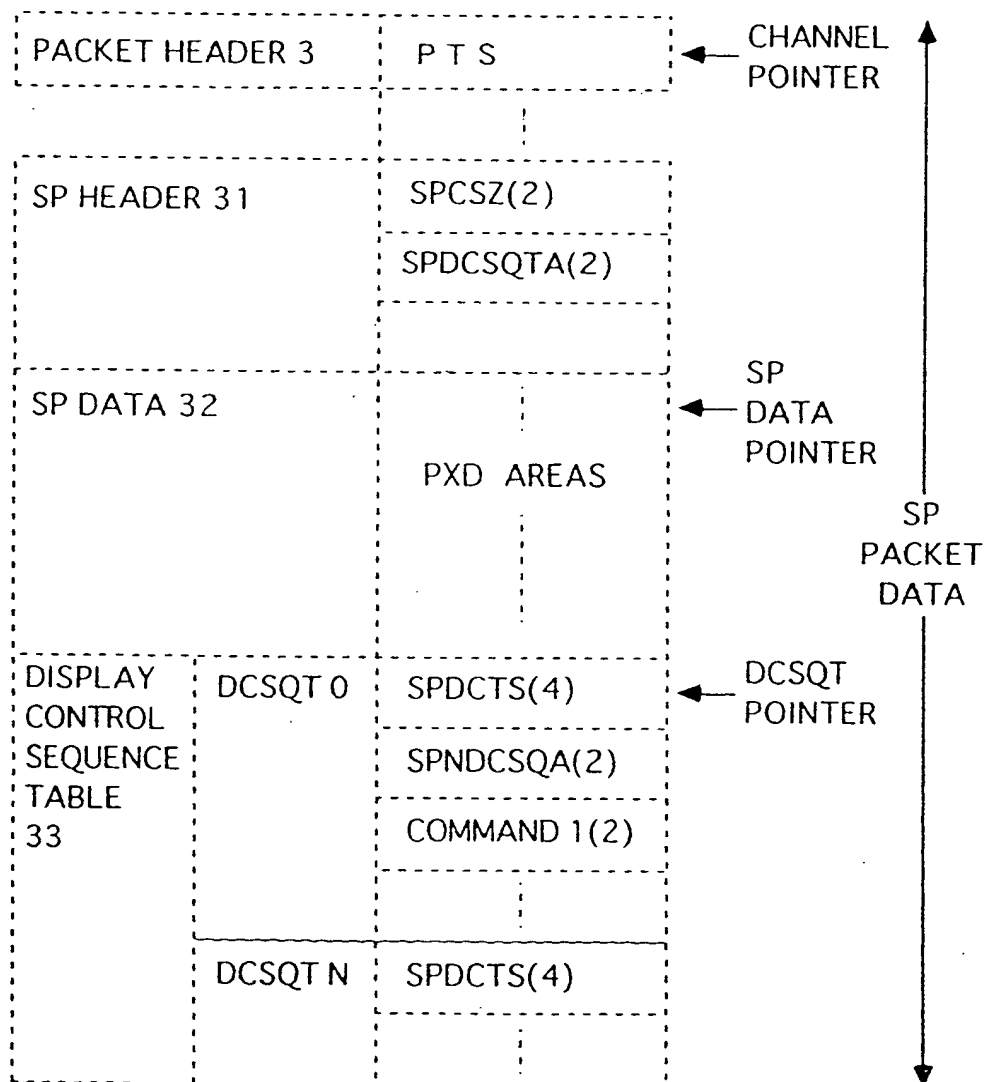 PACKET HEADER 3
P T S
CHANNEL
POINTER
SP HEADER 31
SPCSZ(2)
SPDCSQTA(2)
SP DATA 32
SP
DATA
POINTER
PXD AREAS
SP
PACKET
DATA
DISPLAY
CONTROL
SEQUENCE
TABLE
33
DCSQT 0
SPDCTS(4)
DCSQT
POINTER
SPNDCSQA(2)
COMMAND 1(2)
DCSQT N
SPDCTS(4)